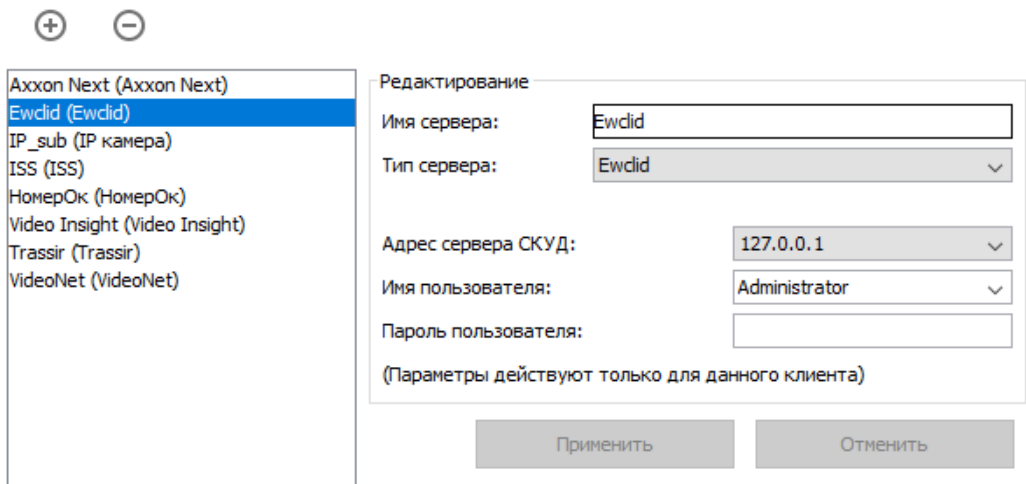 Axxon Next (Axxon Next)
Ewclid (Ewclid)
IP_sub (IP камера)
ISS (ISS)
НомерОк (НомерОк)
Video Insight (Video Insight)
Trassir (Trassir)
VideoNet (VideoNet)
Редактирование
Имя сервера: Ewclid
Тип сервера: Ewclid
Адрес сервера СКУД: 127.0.0.1
Имя пользователя: Administrator
Пароль пользователя:
(Параметры действуют только для данного клиента)
Применить Отменить